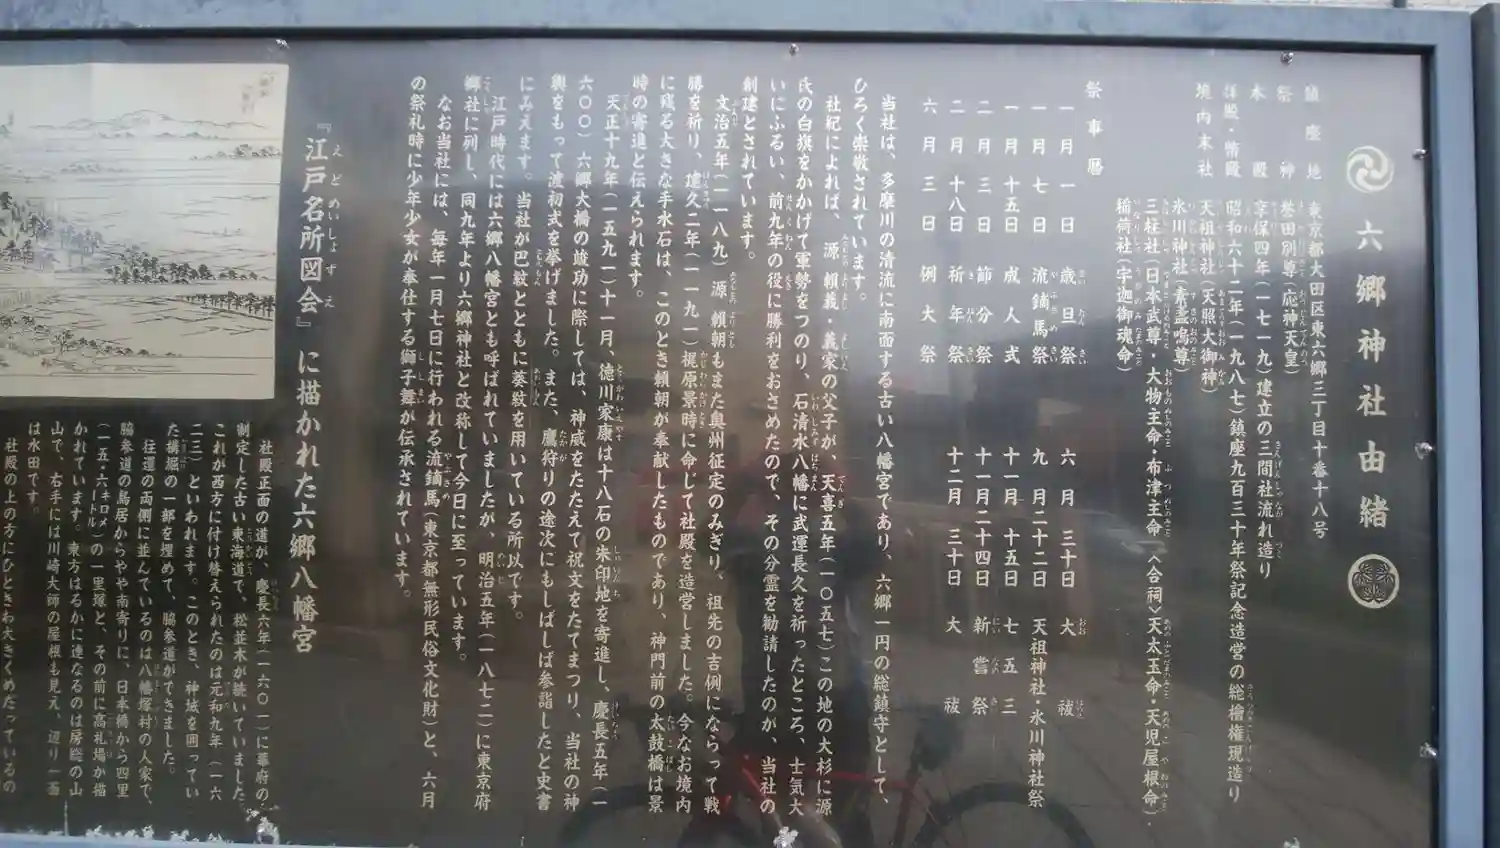 六郷神社由緒
鎮座地 東京都大田区東六郷三丁目十番十八号
祭神 誉田別尊(応神天皇)
本殿 享保四年(一七一九)建立の三間社流れ造り
拝殿・幣殿 昭和六十二年(一九八七)鎮座九百三十年祭記念造営の総檜権現造り
境内末社 天祖神社(天照大御神)
氷川神社(素盞嗚尊)
三柱社(日本武尊・大物主命・布津主命〈合祠〉天太玉命・天児屋根命)
稲荷社(宇迦御魂命)
祭事暦
一月一日 歳旦祭 六月三十日 大祓
一月七日 流鏑馬祭 九月二十二日 天祖神社・氷川神社祭
一月十五日 成人式 十一月十五日 七五三
二月三日 節分祭 十一月二十四日 新嘗祭
二月十八日 祈年祭 十二月三十日 大祓
六月三日 例大祭
当社は、多摩川の清流に南面する古い八幡宮であり、六郷一円の総鎮守として、
ひろく崇敬されています。
社紀によれば、源頼義・義家の父子が、天喜五年(一〇五七)この地の大杉に源
氏の白旗をかかげて軍勢をつのり、石清水八幡に武運長久を祈ったところ、士気大
いにふるい、前九年の役に勝利をおさめたので、その分霊を勧請したのが、当社の
創建とされています。
文治五年(一一八九)源頼朝もまた奥州征定のみぎり、祖先の吉例にならって戦
勝を祈り、建久二年(一一九一)梶原景時に命じて社殿を造営しました。今なお境内
に残る大きな手水石は、このとき頼朝が奉献したものであり、神門前の太鼓橋は景
時の寄進と伝えられます。
天正十九年(一五九一)十一月、徳川家康は十八石の朱印地を寄進し、慶長五年(一
六〇〇)六郷大橋の竣功に際しては、神威をたたえて祝文をたてまつり、当社の神
輿をもって渡初式を挙げました。また、鷹狩りの途次にもしばしば参詣したと史書
にみえます。当社が巴紋とともに葵紋を用いている所以です。
江戸時代には六郷八幡宮とも呼ばれていましたが、明治五年(一八七二)に東京府
郷社に列し、同九年より六郷神社と改称して今日に至っています。
なお当社には、毎年一月七日に行われる流鏑馬(東京都無形民俗文化財)と、六月
の祭礼時に少年少女が奉仕する獅子舞が伝承されています。
『江戸名所図会』に描かれた六郷八幡宮
社殿正面の道が、慶長六年(一六〇一)に幕府の
制定した古い東海道で、松並木が続いていました。
これが西方に付け替えられたのは元和九年(一六
二三)といわれます。このとき、神域を囲ってい
た構堀の一部を埋めて、脇参道ができました。
往還の両側に並んでいるのは八幡塚村の人家で、
脇参道の鳥居からやや南寄りに、日本橋から四里
(一五・六キロメートル)の一里塚と、その前に高札場が描
かれています。東方はるかに連なるのは房総の山
山で、右手には川崎大師の屋根も見え、辺り一面
は水田です。
社殿の上の方にひときわ大きくめだっているの